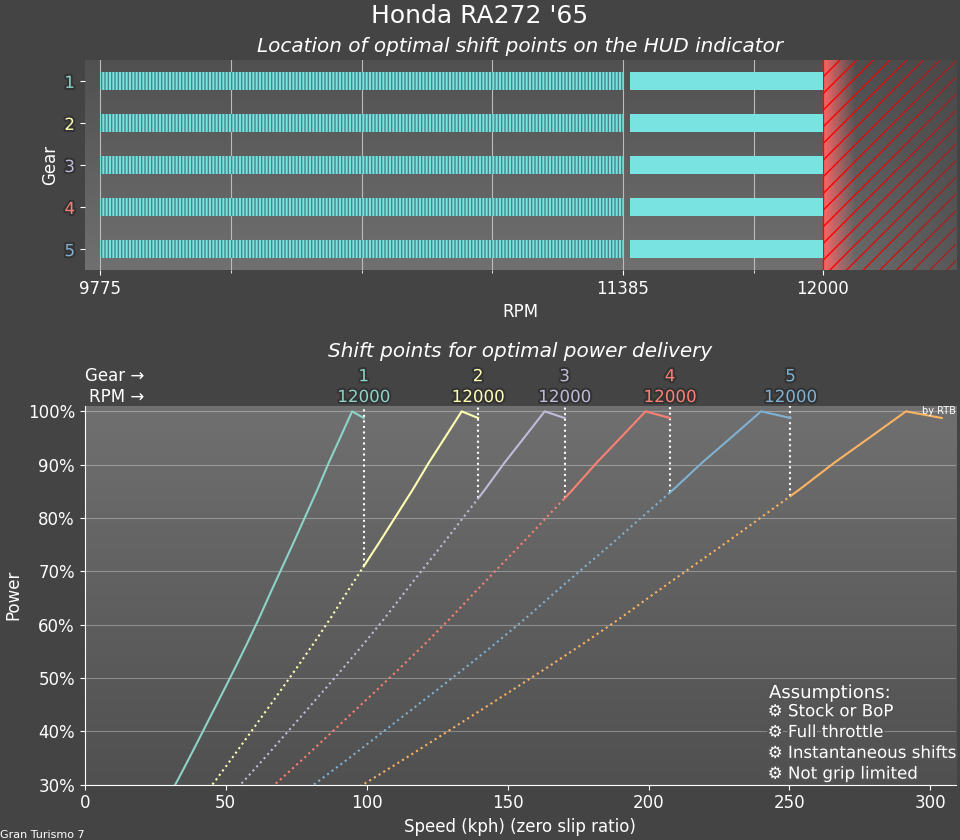 Honda RA272 '65
Location of optimal shift points on the HUD indicator
Gear
1
2
3
4
5
9775 11385 12000
RPM
Shift points for optimal power delivery
Gear → 1 2 3 4 5
RPM → 12000 12000 12000 12000 12000
by RTB
Power
100%
90%
80%
70%
60%
50%
40%
30%
Assumptions:
⚙ Stock or BoP
⚙ Full throttle
⚙ Instantaneous shifts
⚙ Not grip limited
0 50 100 150 200 250 300
Speed (kph) (zero slip ratio)
Gran Turismo 7